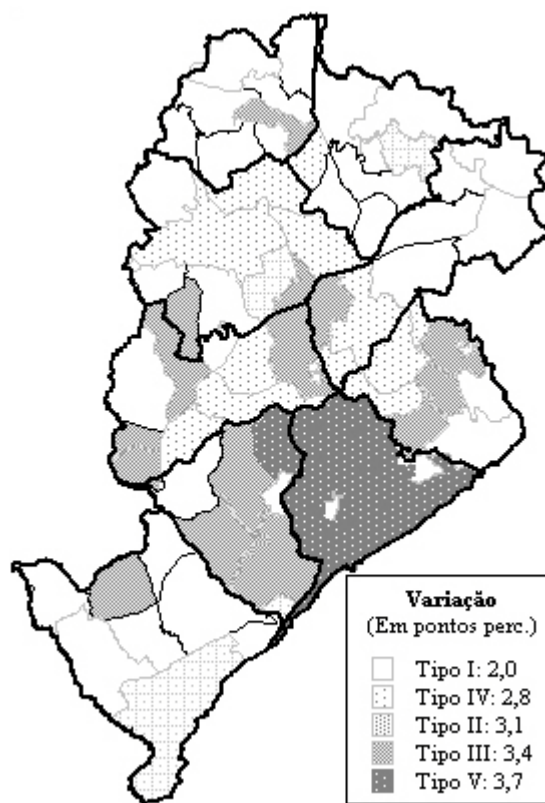 Variação
(Em pontos perc.)
Tipo I: 2,0
Tipo IV: 2,8
Tipo II: 3,1
Tipo III: 3,4
Tipo V: 3,7